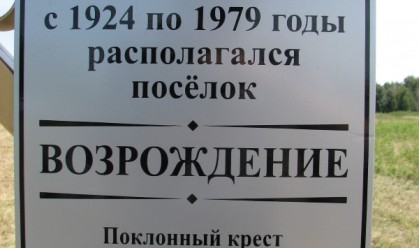 с 1924 по 1979 годы
располагался
посёлок
ВОЗРОЖДЕНИЕ
Поклонный крест